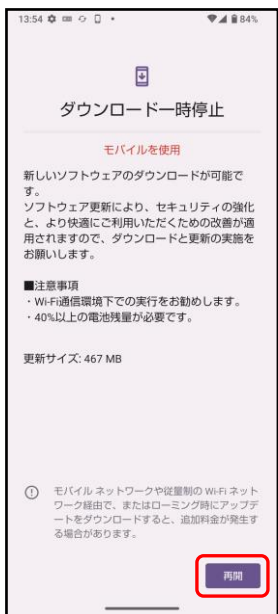 13:54
84%
ダウンロード一時停止
モバイルを使用
新しいソフトウェアのダウンロードが可能で
す。
ソフトウェア更新により、セキュリティの強化
と、より快適にご利用いただくための改善が適
用されますので、ダウンロードと更新の実施を
お願いします。
■注意事項
・Wi-Fi通信環境下での実行をお勧めします。
・40%以上の電池残量が必要です。
更新サイズ: 467 MB
モバイル ネットワークや従量制の Wi-Fi ネット
ワーク経由で、またはローミング時にアップデ
ートをダウンロードすると、追加料金が発生す
る場合があります。
再開